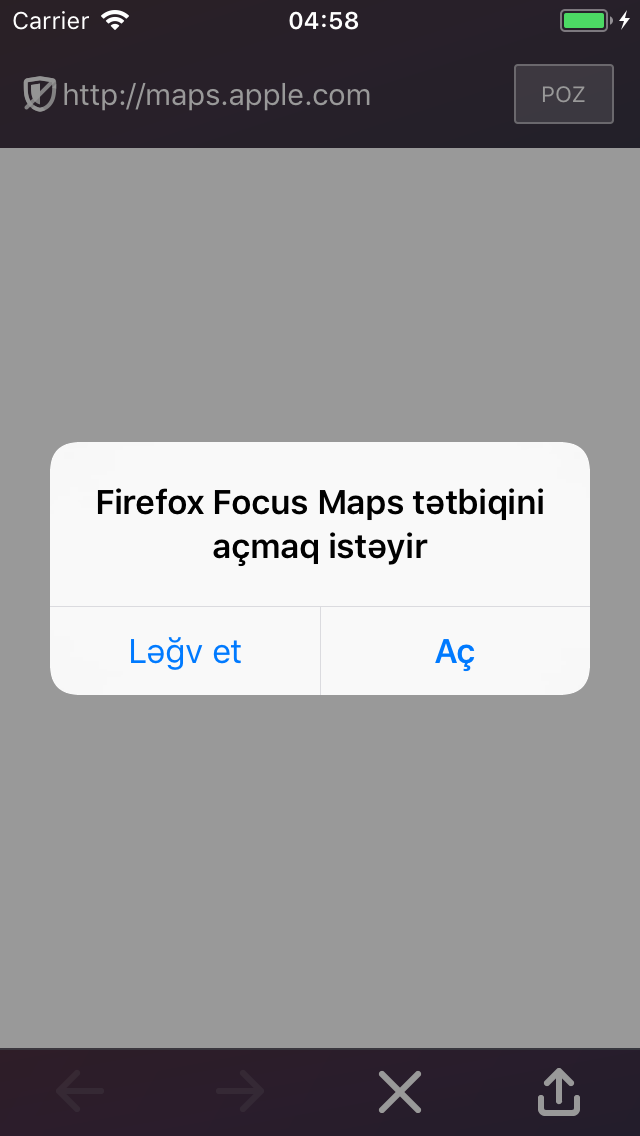 Carrier 04:58
http://maps.apple.com POZ
Firefox Focus Maps tətbiqini
açmaq istəyir
Ləğv et Aç